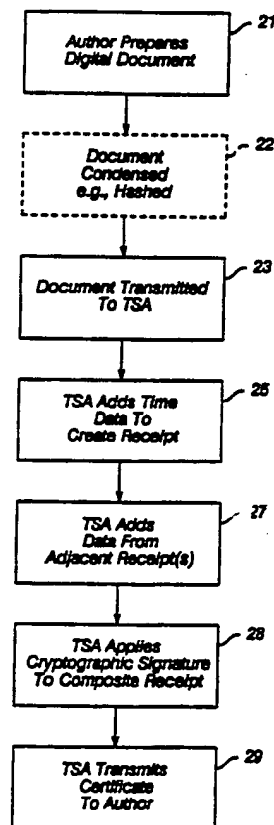 21
Author Prepares
Digital Document
22
Document
Condensed
e.g., Hashed
23
Document Transmitted
To TSA
25
TSA Adds Time
Data To
Create Receipt
27
TSA Adds
Data From
Adjacent Receipt(s)
28
TSA Applies
Cryptographic Signature
To Composite Receipt
29
TSA Transmits
Certificate
To Author